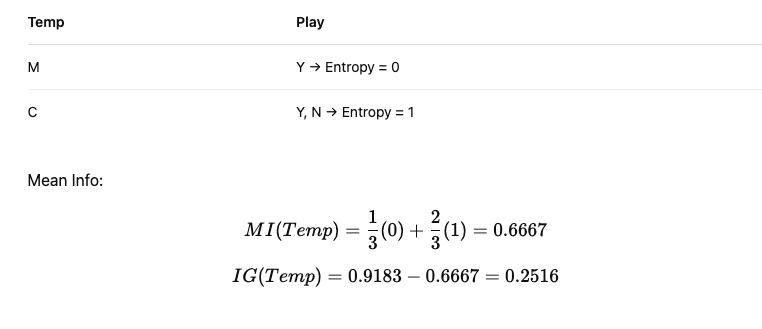 Temp Play
M Y → Entropy = 0
C Y, N → Entropy = 1
Mean Info:
MI(Temp) = 1/3(0) + 2/3(1) = 0.6667
IG(Temp) = 0.9183 − 0.6667 = 0.2516